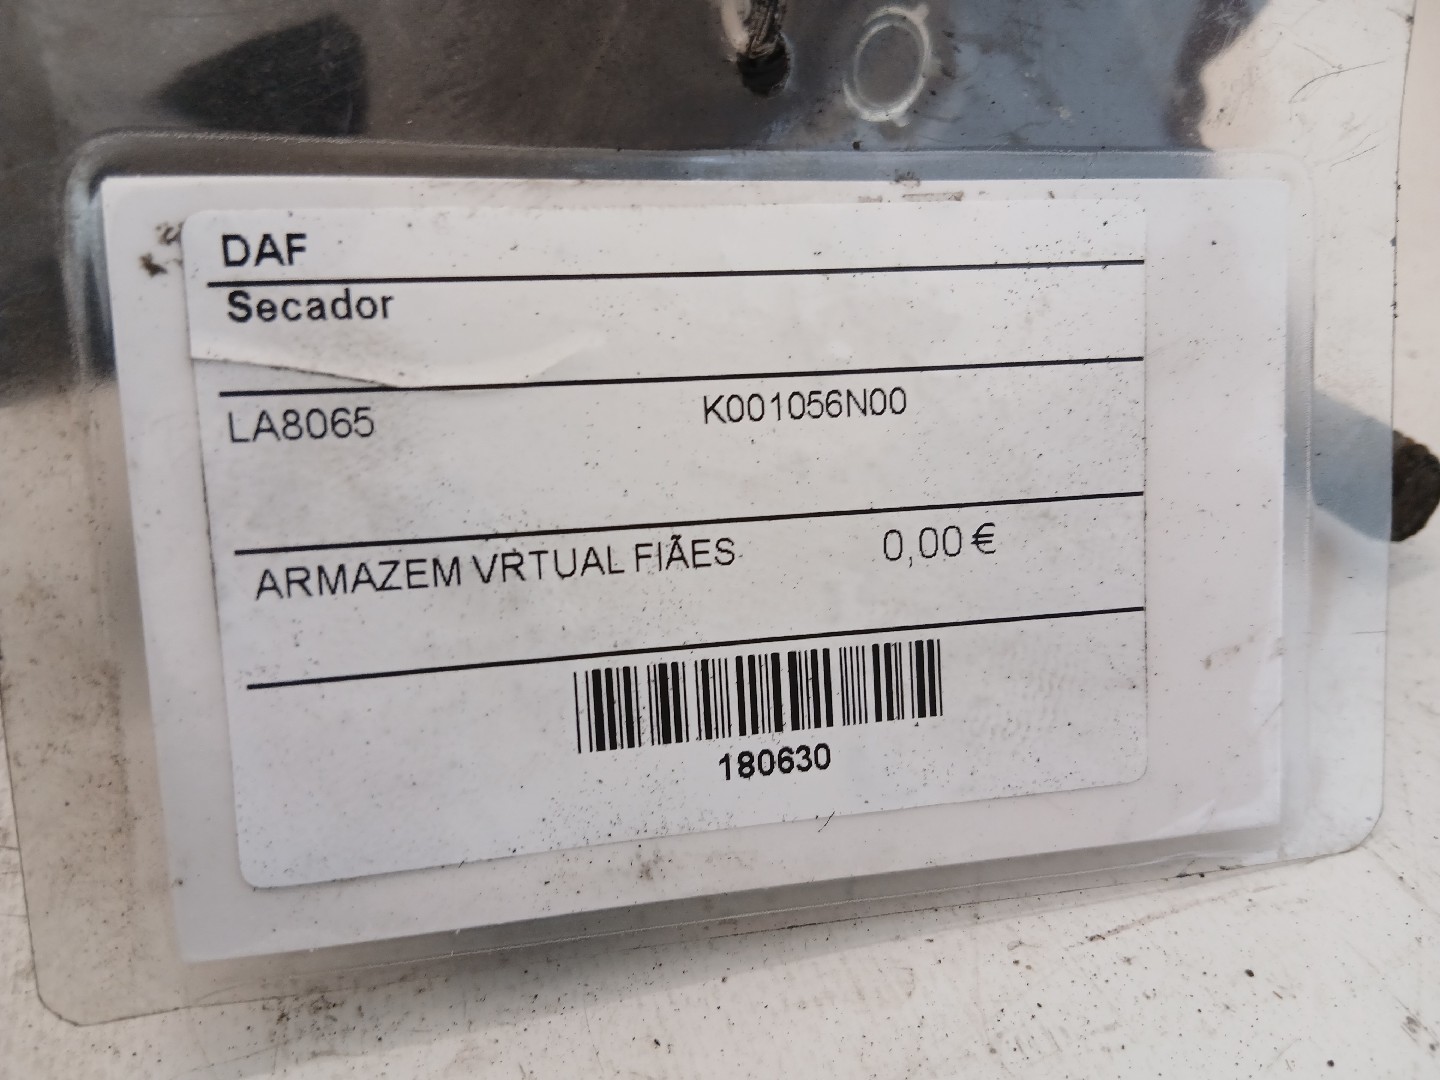 DAF
Secador
LA8065 K001056N00
ARMAZEM VRTUAL FIÃES 0,00 €
180630